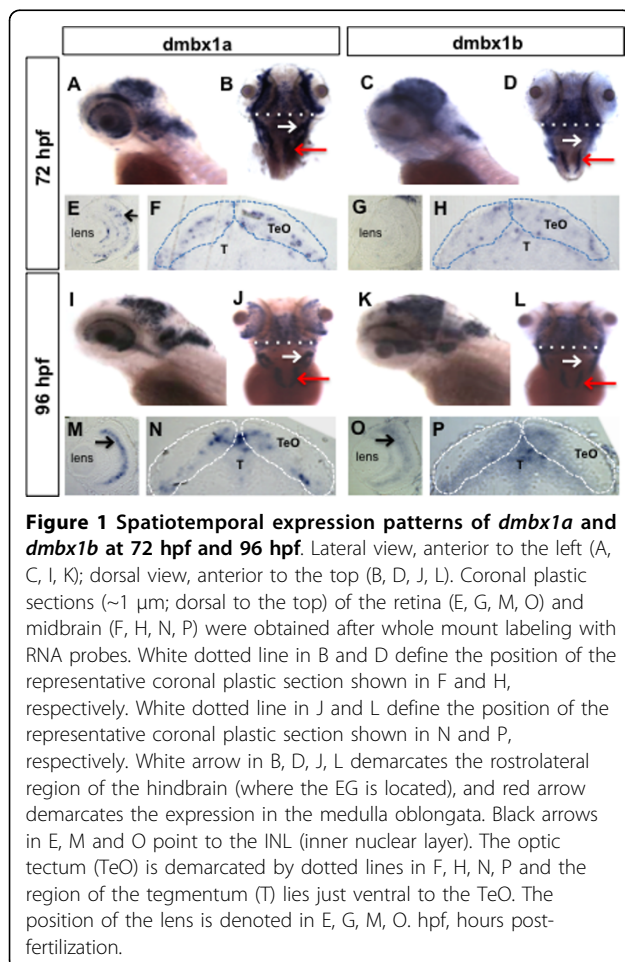 dmbx1a dmbx1b
72 hpf
A B C D
E lens F TeO T G lens H TeO T
96 hpf
I J K L
M lens N TeO T O lens P TeO T
Figure 1 Spatiotemporal expression patterns of dmbx1a and
dmbx1b at 72 hpf and 96 hpf. Lateral view, anterior to the left (A,
C, I, K); dorsal view, anterior to the top (B, D, J, L). Coronal plastic
sections (~1 μm; dorsal to the top) of the retina (E, G, M, O) and
midbrain (F, H, N, P) were obtained after whole mount labeling with
RNA probes. White dotted line in B and D define the position of the
representative coronal plastic section shown in F and H,
respectively. White dotted line in J and L define the position of the
representative coronal plastic section shown in N and P,
respectively. White arrow in B, D, J, L demarcates the rostrolateral
region of the hindbrain (where the EG is located), and red arrow
demarcates the expression in the medulla oblongata. Black arrows
in E, M and O point to the INL (inner nuclear layer). The optic
tectum (TeO) is demarcated by dotted lines in F, H, N, P and the
region of the tegmentum (T) lies just ventral to the TeO. The
position of the lens is denoted in E, G, M, O. hpf, hours post-
fertilization.